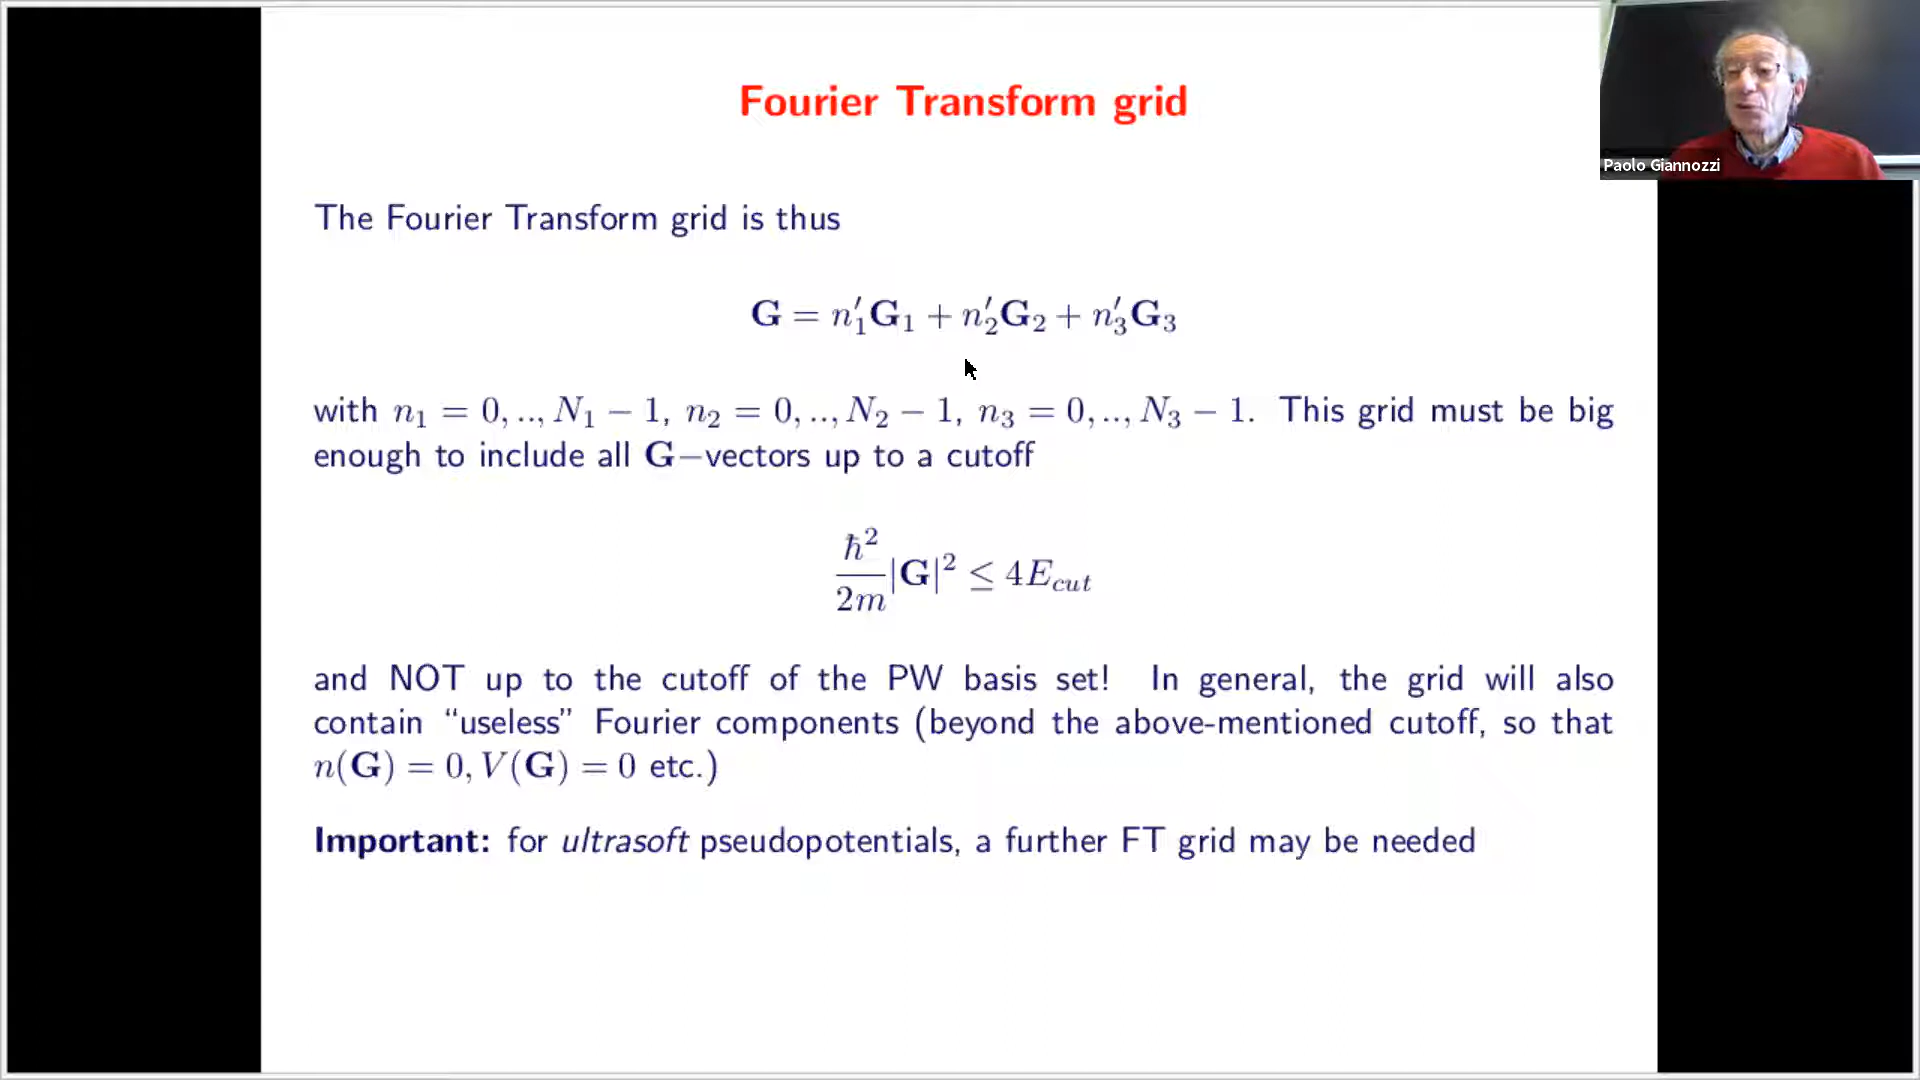 Fourier Transform grid
Paolo Giannozzi
The Fourier Transform grid is thus
G = n′₁G₁ + n′₂G₂ + n′₃G₃
with n₁ = 0, .., N₁ − 1, n₂ = 0, .., N₂ − 1, n₃ = 0, .., N₃ − 1. This grid must be big
enough to include all G−vectors up to a cutoff
ħ²/2m |G|² ≤ 4E_cut
and NOT up to the cutoff of the PW basis set! In general, the grid will also
contain “useless” Fourier components (beyond the above-mentioned cutoff, so that
n(G) = 0, V(G) = 0 etc.)
Important: for ultrasoft pseudopotentials, a further FT grid may be needed